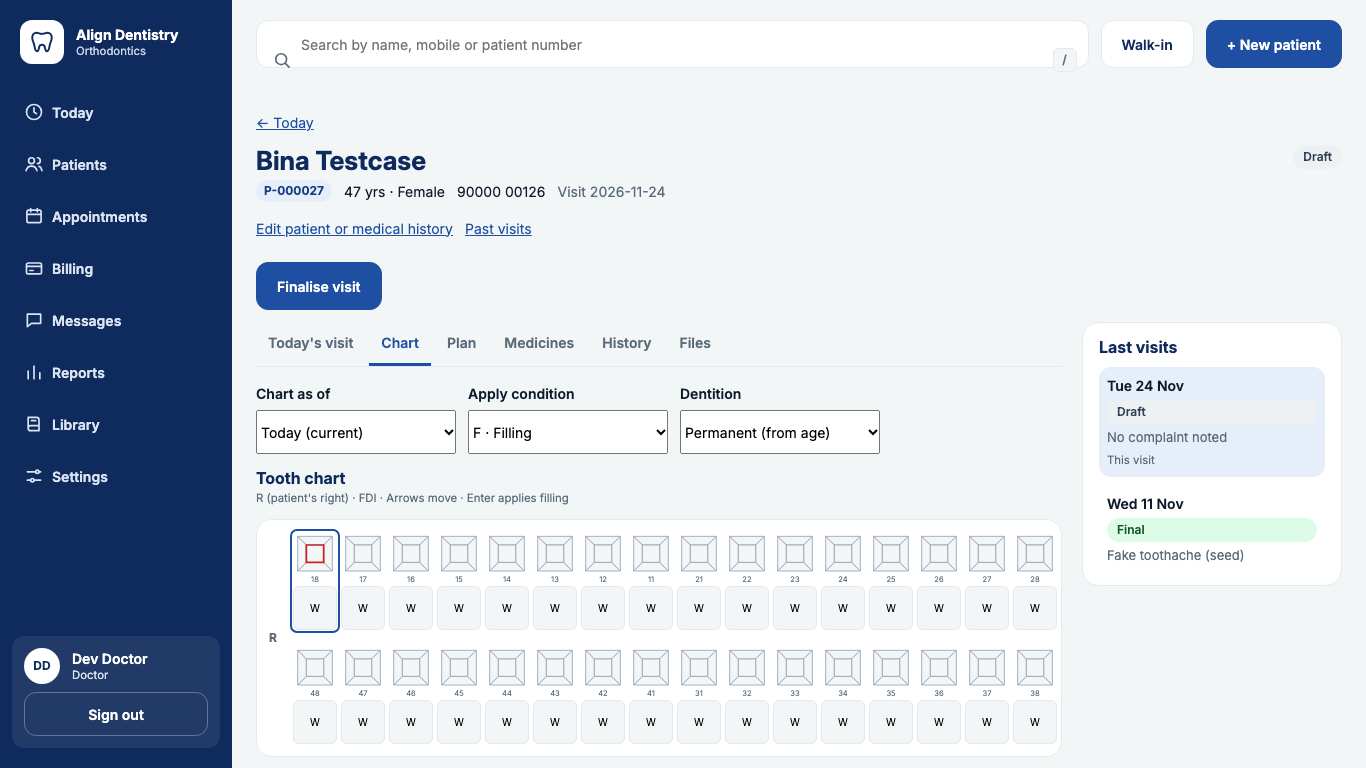 Align Dentistry
Orthodontics
Today
Patients
Appointments
Billing
Messages
Reports
Library
Settings
DD
Dev Doctor
Doctor
Sign out
Search by name, mobile or patient number
/
Walk-in
+ New patient
← Today
Bina Testcase
Draft
P-000027 47 yrs · Female 90000 00126 Visit 2026-11-24
Edit patient or medical history Past visits
Finalise visit
Today's visit Chart Plan Medicines History Files
Chart as of Apply condition Dentition
Today (current) F · Filling Permanent (from age)
Tooth chart
R (patient's right) · FDI · Arrows move · Enter applies filling
18 17 16 15 14 13 12 11 21 22 23 24 25 26 27 28
W W W W W W W W W W W W W W W W
R
48 47 46 45 44 43 42 41 31 32 33 34 35 36 37 38
W W W W W W W W W W W W W W W W
Last visits
Tue 24 Nov
Draft
No complaint noted
This visit
Wed 11 Nov
Final
Fake toothache (seed)